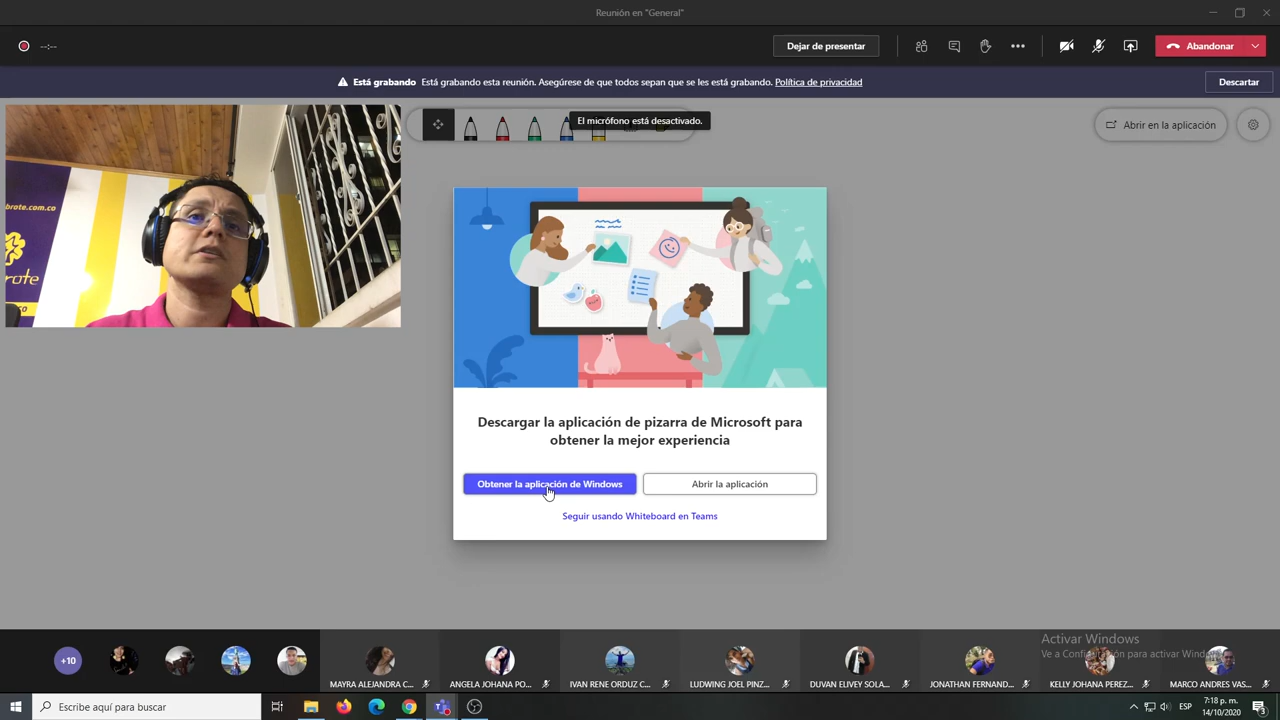 Reunión en "General"
--:--
Dejar de presentar
Abandonar
Está grabando Está grabando esta reunión. Asegúrese de que todos sepan que se les está grabando. Política de privacidad
Descartar
El micrófono está desactivado.
Abrir en la aplicación
brote.com.co
Descargar la aplicación de pizarra de Microsoft para
obtener la mejor experiencia
Obtener la aplicación de Windows
Abrir la aplicación
Seguir usando Whiteboard en Teams
Activar Windows
Ve a Configuración para activar Windows.
+10
MAYRA ALEJANDRA C...
ANGELA JOHANA PO...
IVAN RENE ORDUZ C...
LUDWING JOEL PINZ...
DUVAN ELIVEY SOLA...
JONATHAN FERNAND...
KELLY JOHANA PEREZ...
MARCO ANDRES VAS...
Escribe aquí para buscar
ESP
7:18 p. m.
14/10/2020
3